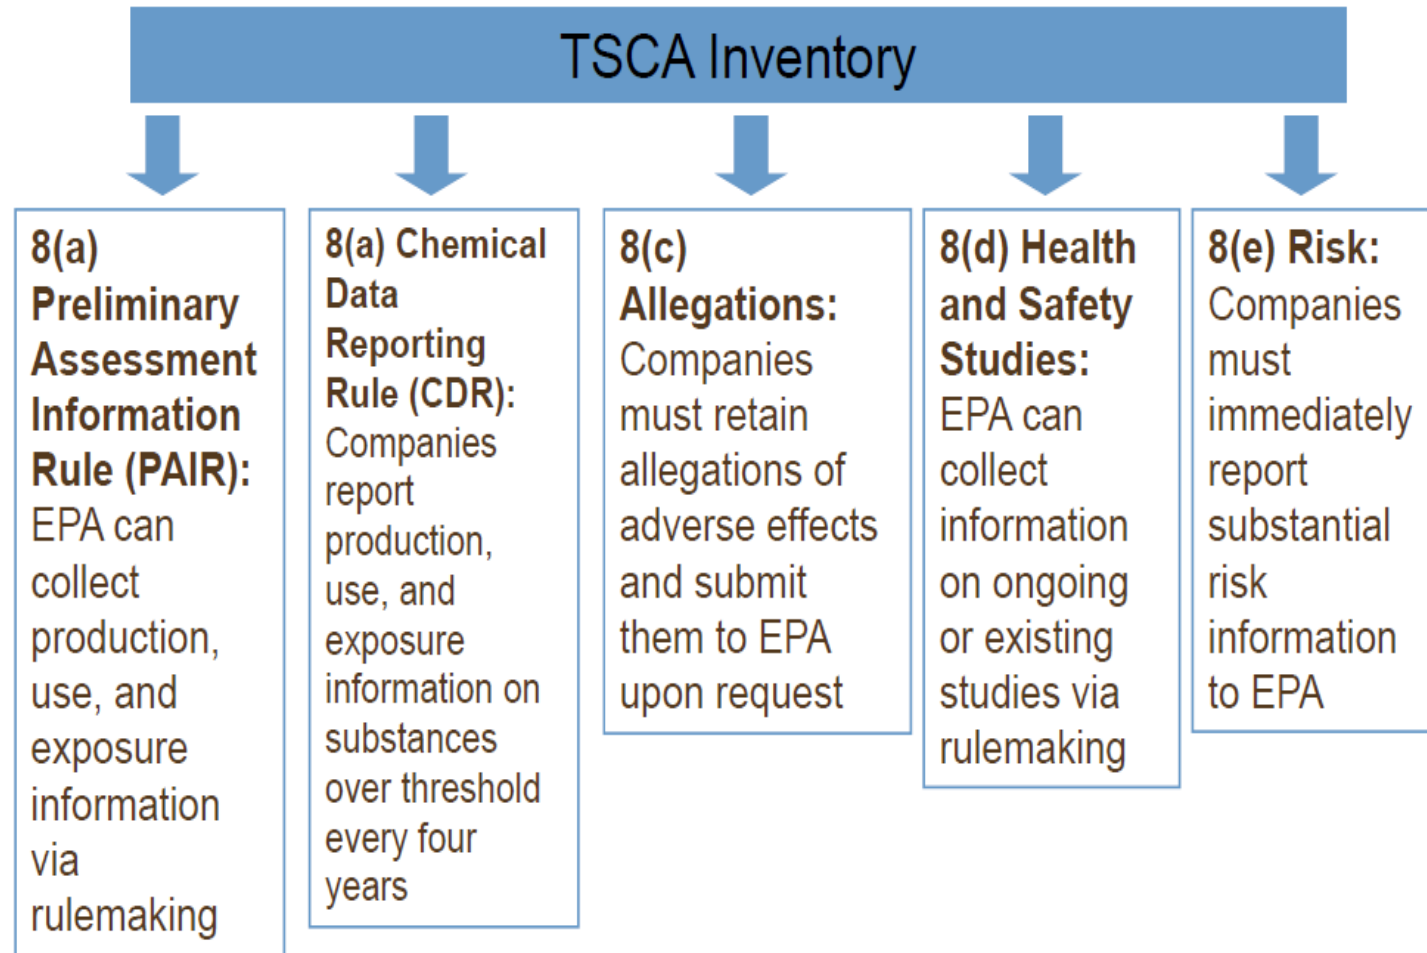 TSCA Inventory
8(a)
Preliminary
Assessment
Information
Rule (PAIR):
EPA can
collect
production,
use, and
exposure
information
via
rulemaking
8(a) Chemical
Data
Reporting
Rule (CDR):
Companies
report
production,
use, and
exposure
information on
substances
over threshold
every four
years
8(c)
Allegations:
Companies
must retain
allegations of
adverse effects
and submit
them to EPA
upon request
8(d) Health
and Safety
Studies:
EPA can
collect
information
on ongoing
or existing
studies via
rulemaking
8(e) Risk:
Companies
must
immediately
report
substantial
risk
information
to EPA